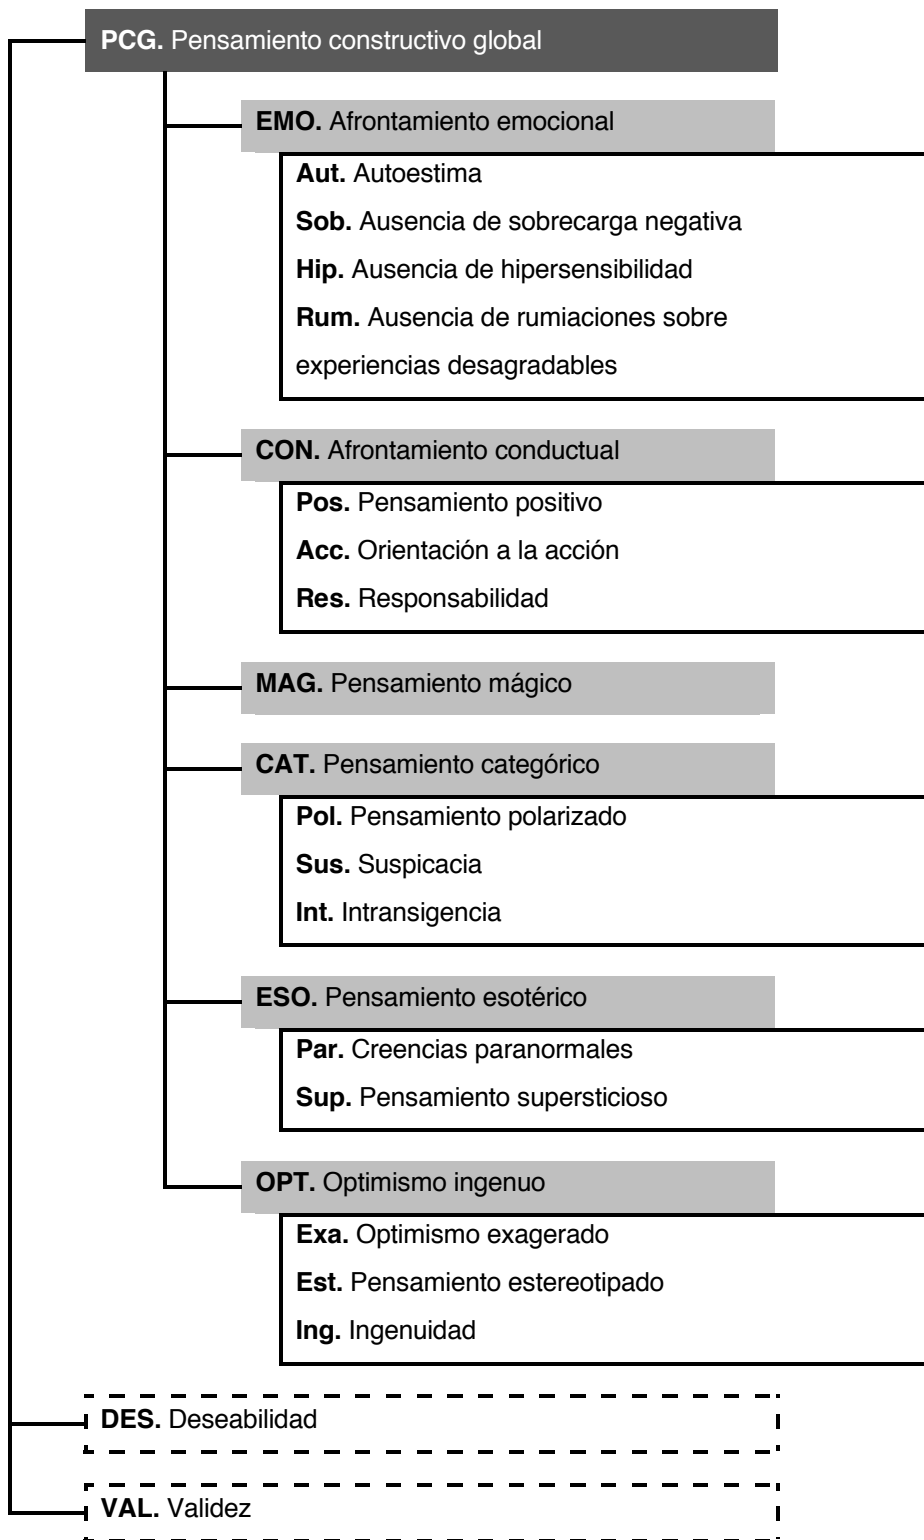 PCG. Pensamiento constructivo global
EMO. Afrontamiento emocional
Aut. Autoestima
Sob. Ausencia de sobrecarga negativa
Hip. Ausencia de hipersensibilidad
Rum. Ausencia de rumiaciones sobre
experiencias desagradables
CON. Afrontamiento conductual
Pos. Pensamiento positivo
Acc. Orientación a la acción
Res. Responsabilidad
MAG. Pensamiento mágico
CAT. Pensamiento categórico
Pol. Pensamiento polarizado
Sus. Suspicacia
Int. Intransigencia
ESO. Pensamiento esotérico
Par. Creencias paranormales
Sup. Pensamiento supersticioso
OPT. Optimismo ingenuo
Exa. Optimismo exagerado
Est. Pensamiento estereotipado
Ing. Ingenuidad
DES. Deseabilidad
VAL. Validez